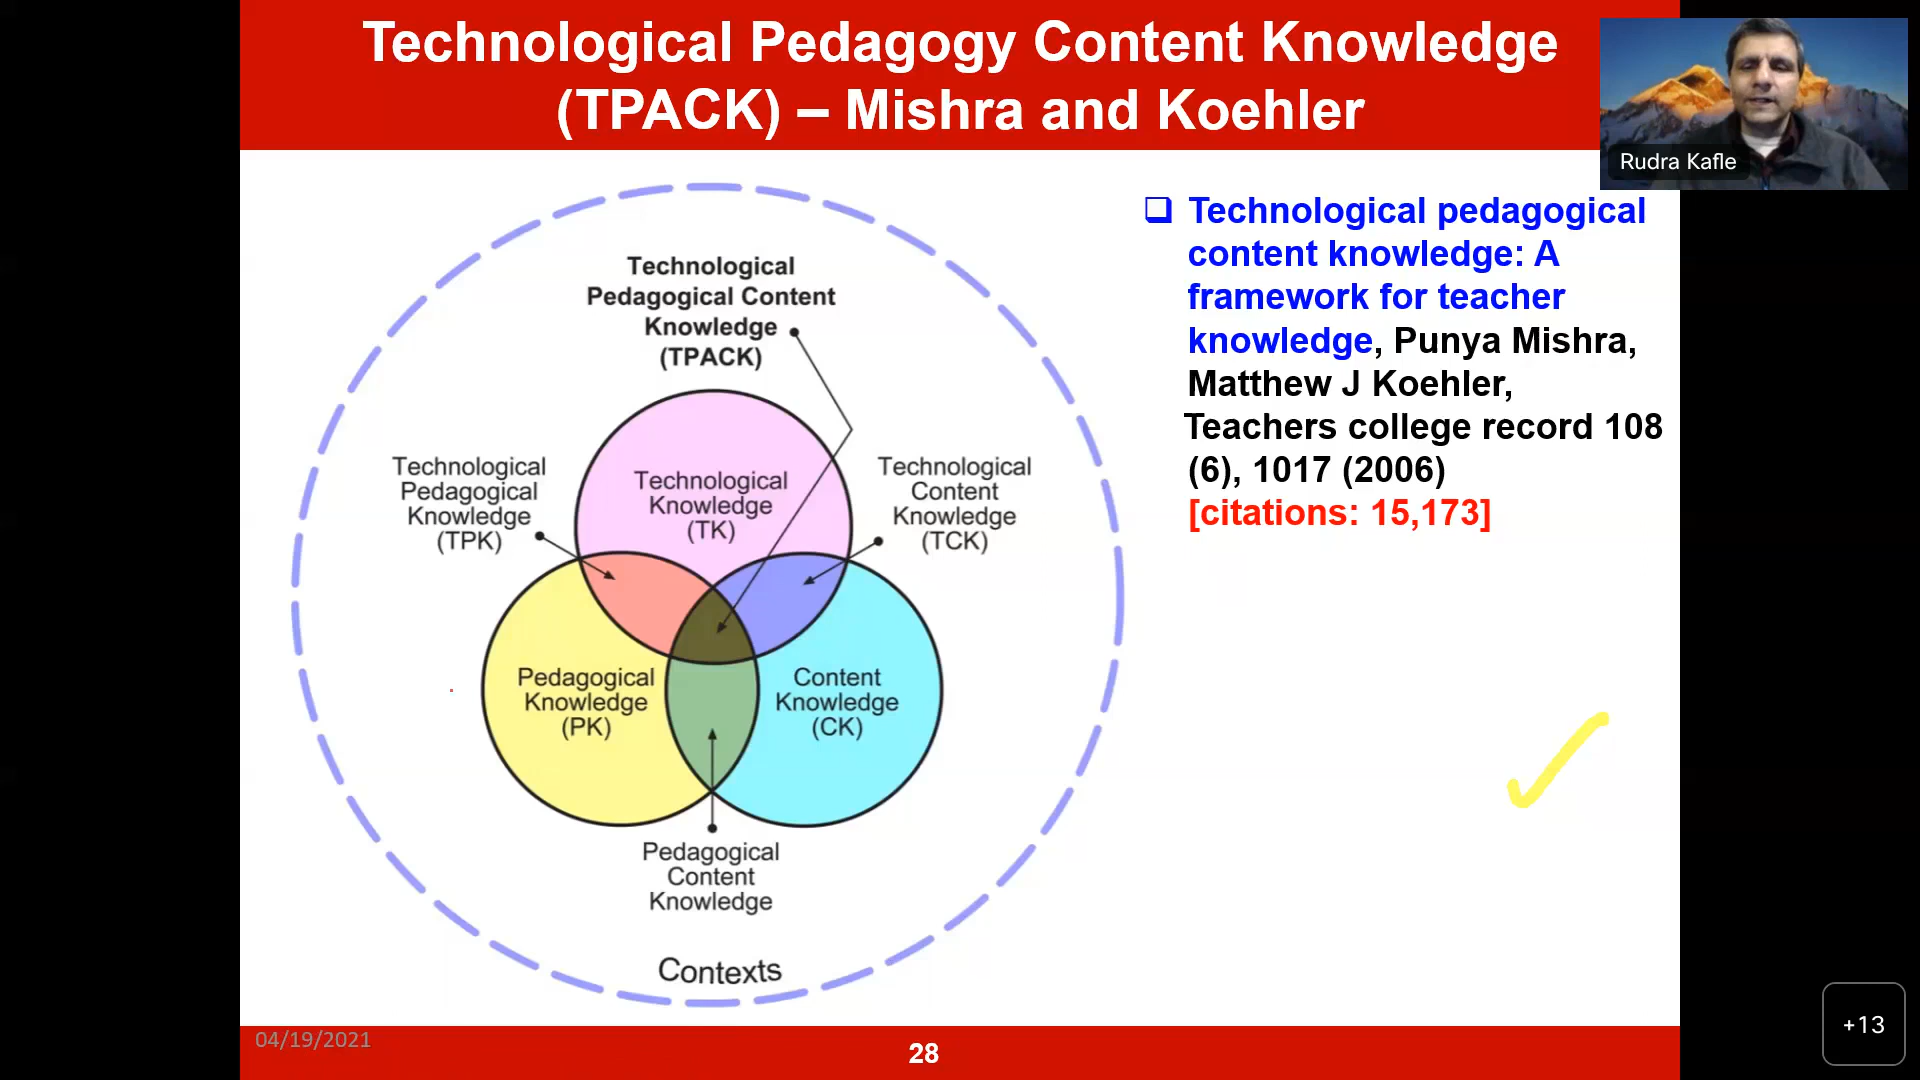 Technological Pedagogy Content Knowledge
(TPACK) – Mishra and Koehler
Rudra Kafle
Technological pedagogical
content knowledge: A
framework for teacher
knowledge, Punya Mishra,
Matthew J Koehler,
Teachers college record 108
(6), 1017 (2006)
[citations: 15,173]
Technological
Pedagogical Content
Knowledge
(TPACK)
Technological
Pedagogical
Knowledge
(TPK)
Technological
Knowledge
(TK)
Technological
Content
Knowledge
(TCK)
Pedagogical
Knowledge
(PK)
Content
Knowledge
(CK)
Pedagogical
Content
Knowledge
Contexts
04/19/2021
28
+13